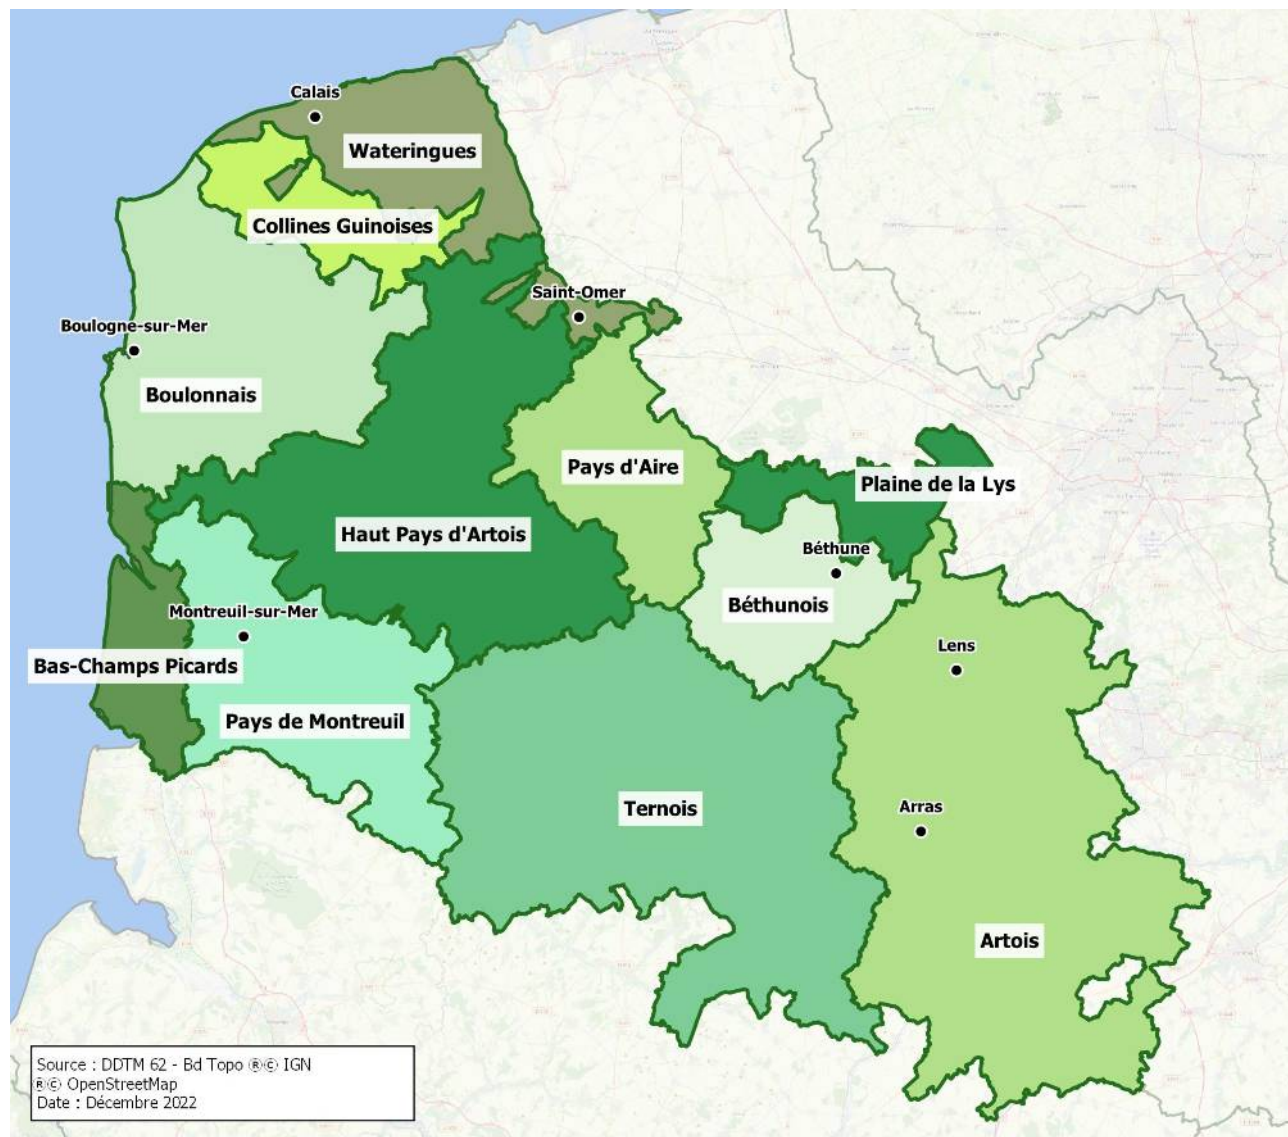 Calais
Wateringues
Collines Guinoises
Saint-Omer
Boulogne-sur-Mer
Boulonnais
Pays d'Aire
Plaine de la Lys
Haut Pays d'Artois
Béthune
Béthunois
Montreuil-sur-Mer
Lens
Bas-Champs Picards
Pays de Montreuil
Ternois
Arras
Artois
Source : DDTM 62 - Bd Topo ®© IGN
®© OpenStreetMap
Date : Décembre 2022